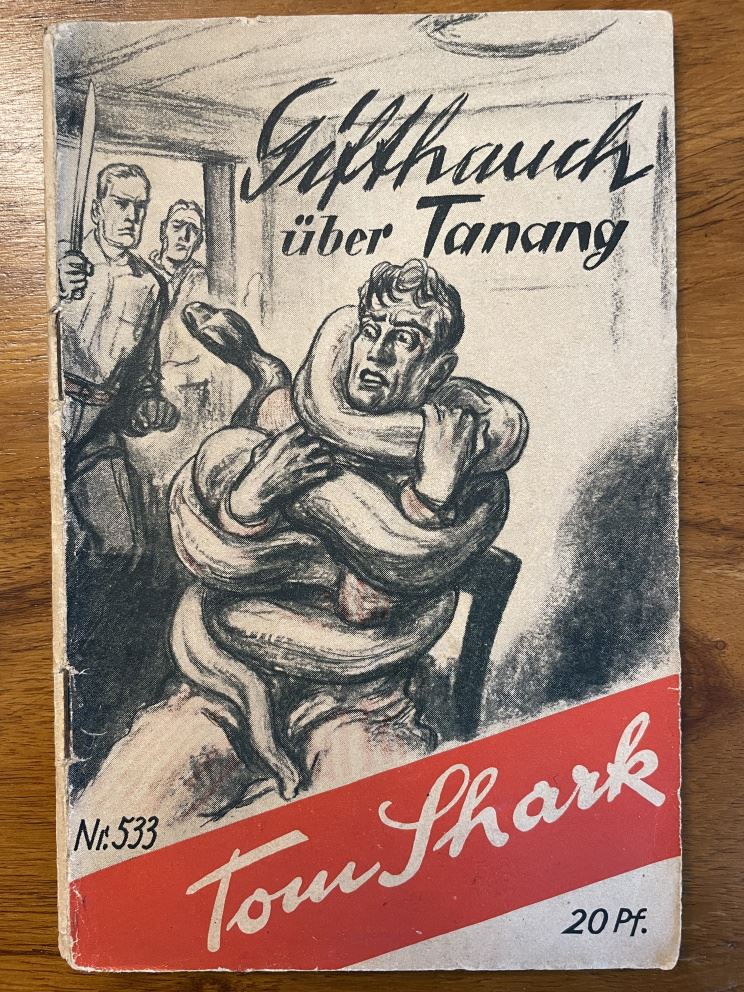 Gifthauch
über Tanang
Nr. 533
Tom Shark
20 Pf.